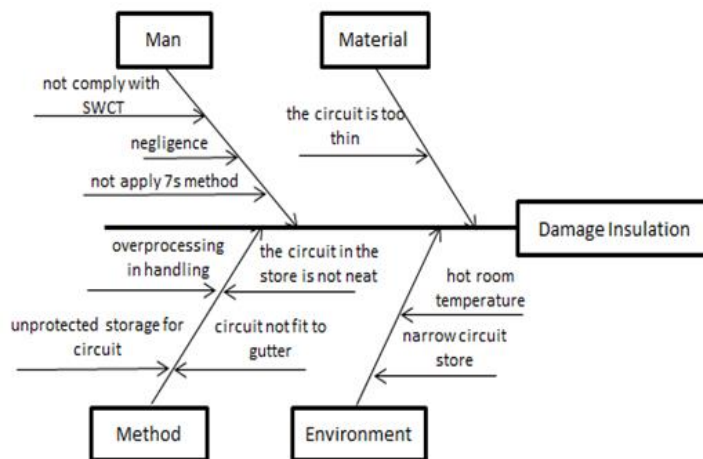 Man
Material
not comply with
SWCT
negligence
not apply 7s method
the circuit is too
thin
Damage Insulation
overprocessing
in handling
the circuit in the
store is not neat
unprotected storage for
circuit
circuit not fit to
gutter
hot room
temperature
narrow circuit
store
Method
Environment